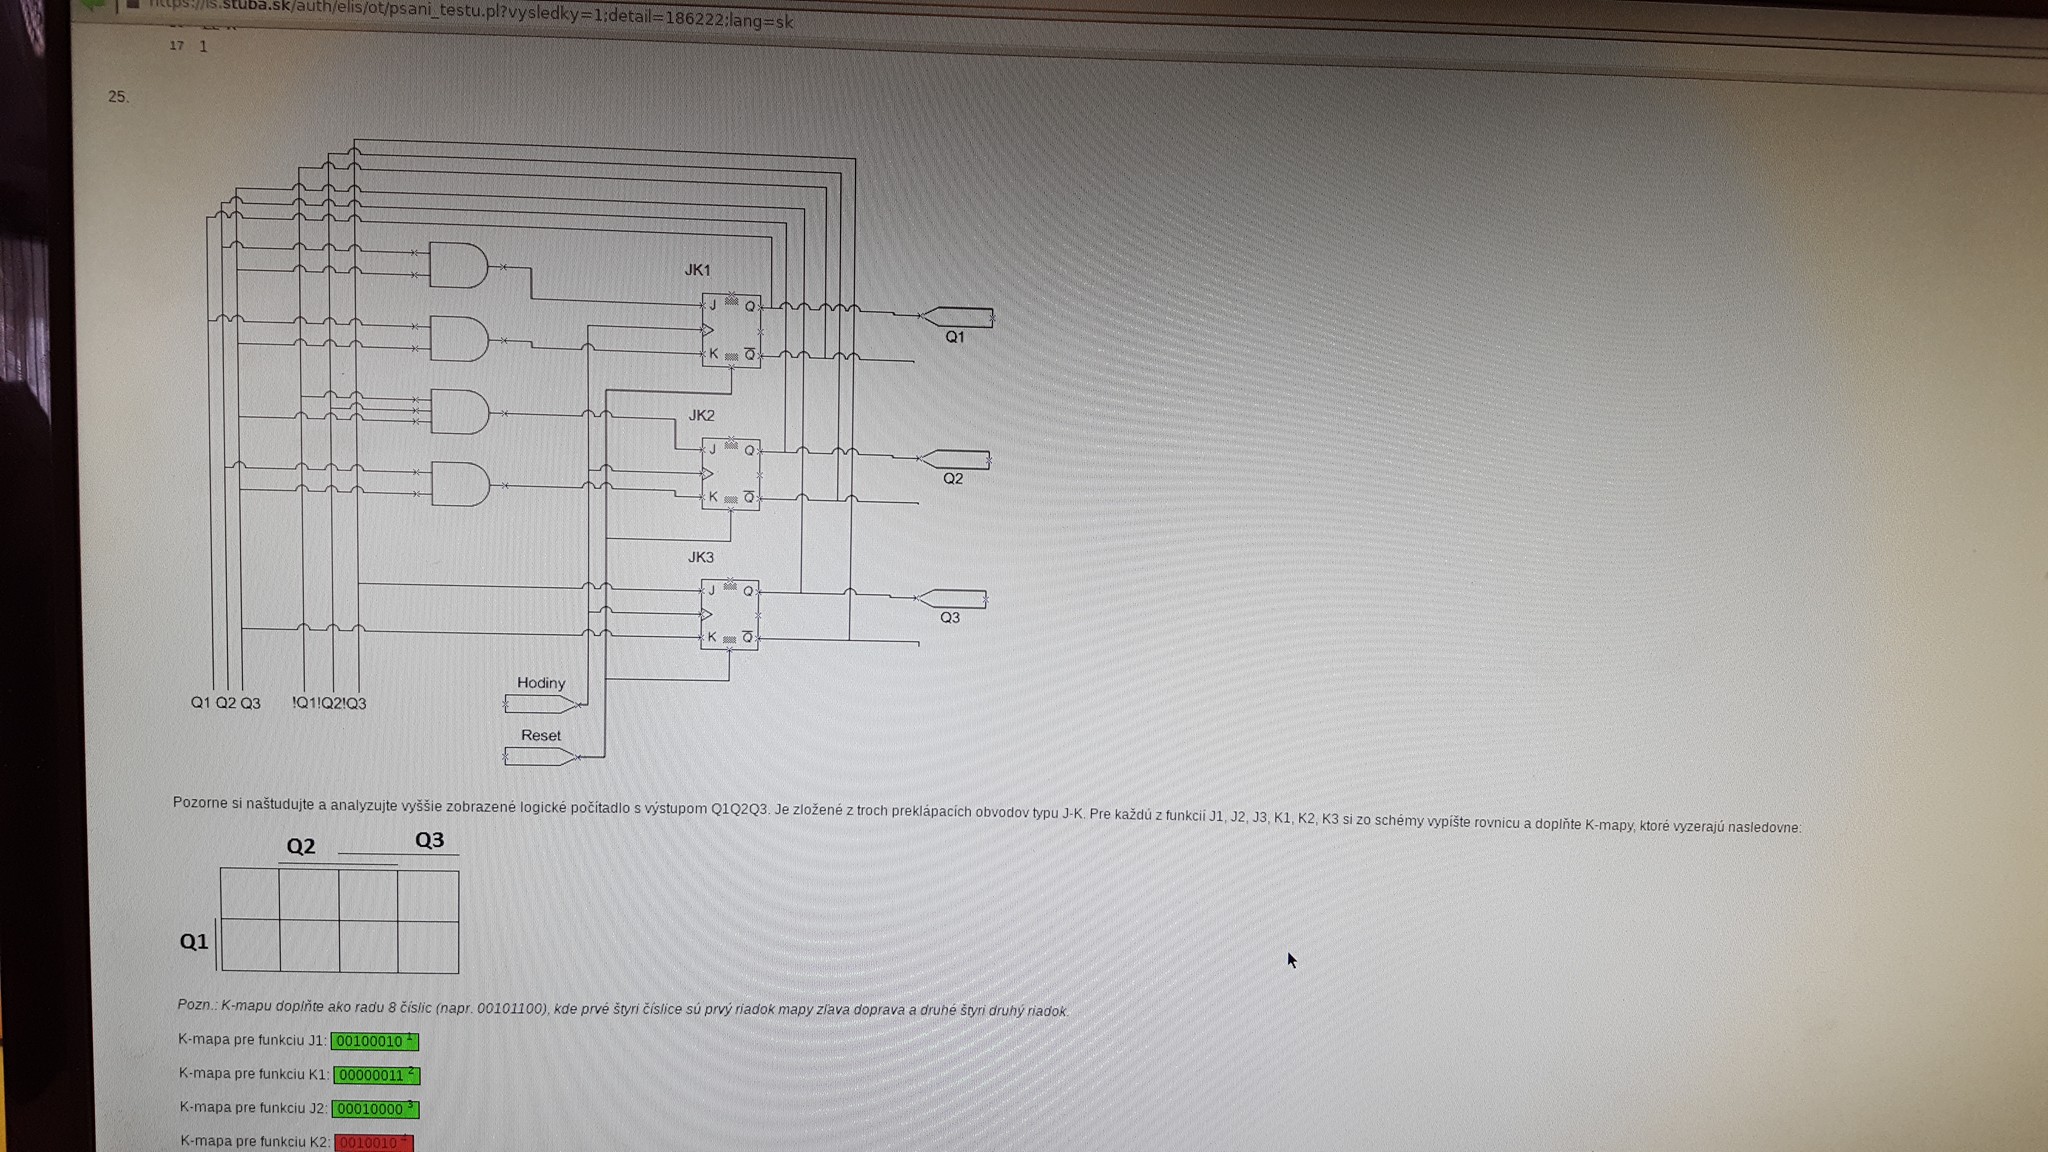 https://is.stuba.sk/auth/elis/ot/psani_testu.pl?vysledky=1;detail=186222;lang=sk
17 1
25.
JK1
J Q
K Q
Q1
JK2
J Q
K Q
Q2
JK3
J Q
K Q
Q3
Hodiny
Q1 Q2 Q3 !Q1!Q2!Q3
Reset
Pozorne si naštudujte a analyzujte vyššie zobrazené logické počítadlo s výstupom Q1Q2Q3. Je zložené z troch preklápacích obvodov typu J-K. Pre každú z funkcií J1, J2, J3, K1, K2, K3 si zo schémy vypíšte rovnicu a doplňte K-mapy, ktoré vyzerajú nasledovne:
Q2 Q3
Q1
Pozn.: K-mapu doplňte ako radu 8 číslic (napr. 00101100), kde prvé štyri číslice sú prvý riadok mapy zľava doprava a druhé štyri druhý riadok.
K-mapa pre funkciu J1: 00100010 1
K-mapa pre funkciu K1: 00000011 2
K-mapa pre funkciu J2: 00010000 3
K-mapa pre funkciu K2: 0010010 4